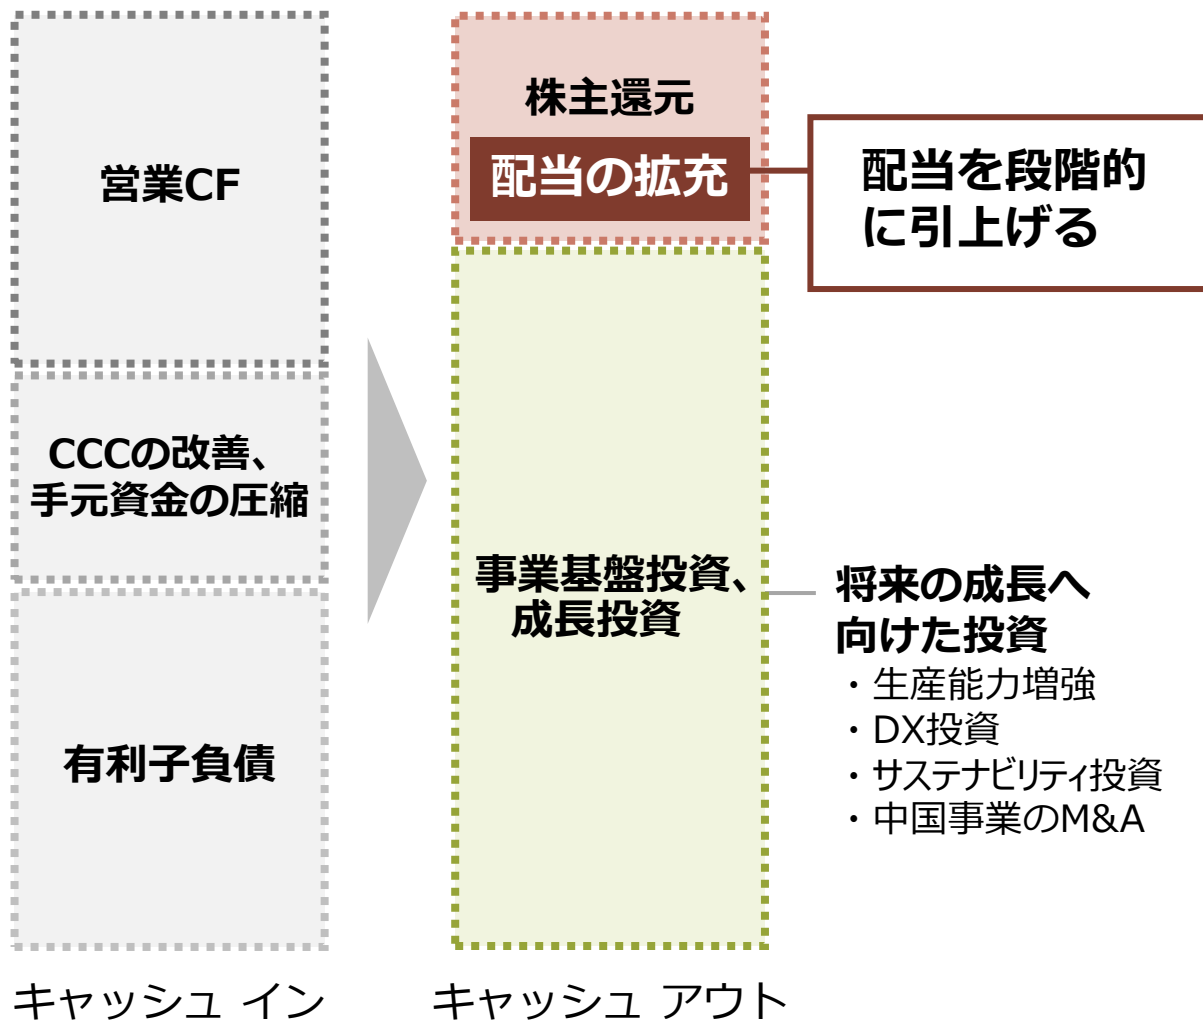 営業CF
CCCの改善、
手元資金の圧縮
有利子負債
キャッシュ イン
株主還元
配当の拡充
配当を段階的
に引上げる
事業基盤投資、
成長投資
将来の成長へ
向けた投資
・生産能力増強
・DX投資
・サステナビリティ投資
・中国事業のM&A
キャッシュ アウト